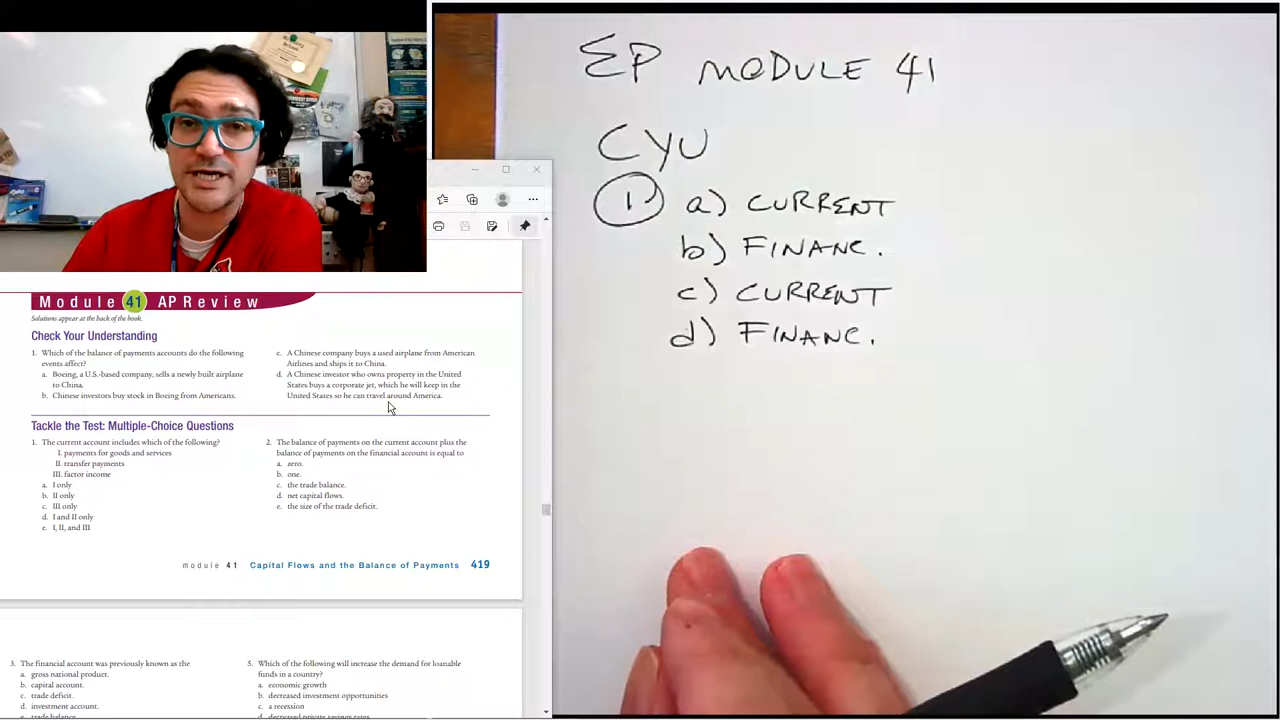 EP MODULE 41
CYU
1 a) CURRENT
b) FINANC.
c) CURRENT
d) FINANC.
Module 41 AP Review
Solutions appear at the back of the book.
Check Your Understanding
1. Which of the balance of payments accounts do the following
events affect?
a. Boeing, a U.S.-based company, sells a newly built airplane
to China.
b. Chinese investors buy stock in Boeing from Americans.
c. A Chinese company buys a used airplane from American
Airlines and ships it to China.
d. A Chinese investor who owns property in the United
States buys a corporate jet, which he will keep in the
United States so he can travel around America.
Tackle the Test: Multiple-Choice Questions
1. The current account includes which of the following?
I. payments for goods and services
II. transfer payments
III. factor income
a. I only
b. II only
c. III only
d. I and II only
e. I, II, and III
2. The balance of payments on the current account plus the
balance of payments on the financial account is equal to
a. zero.
b. one.
c. the trade balance.
d. net capital flows.
e. the size of the trade deficit.
module 41 Capital Flows and the Balance of Payments 419
3. The financial account was previously known as the
a. gross national product.
b. capital account.
c. trade deficit.
d. investment account.
e. trade balance.
5. Which of the following will increase the demand for loanable
funds in a country?
a. economic growth
b. decreased investment opportunities
c. a recession
d. decreased private savings rates